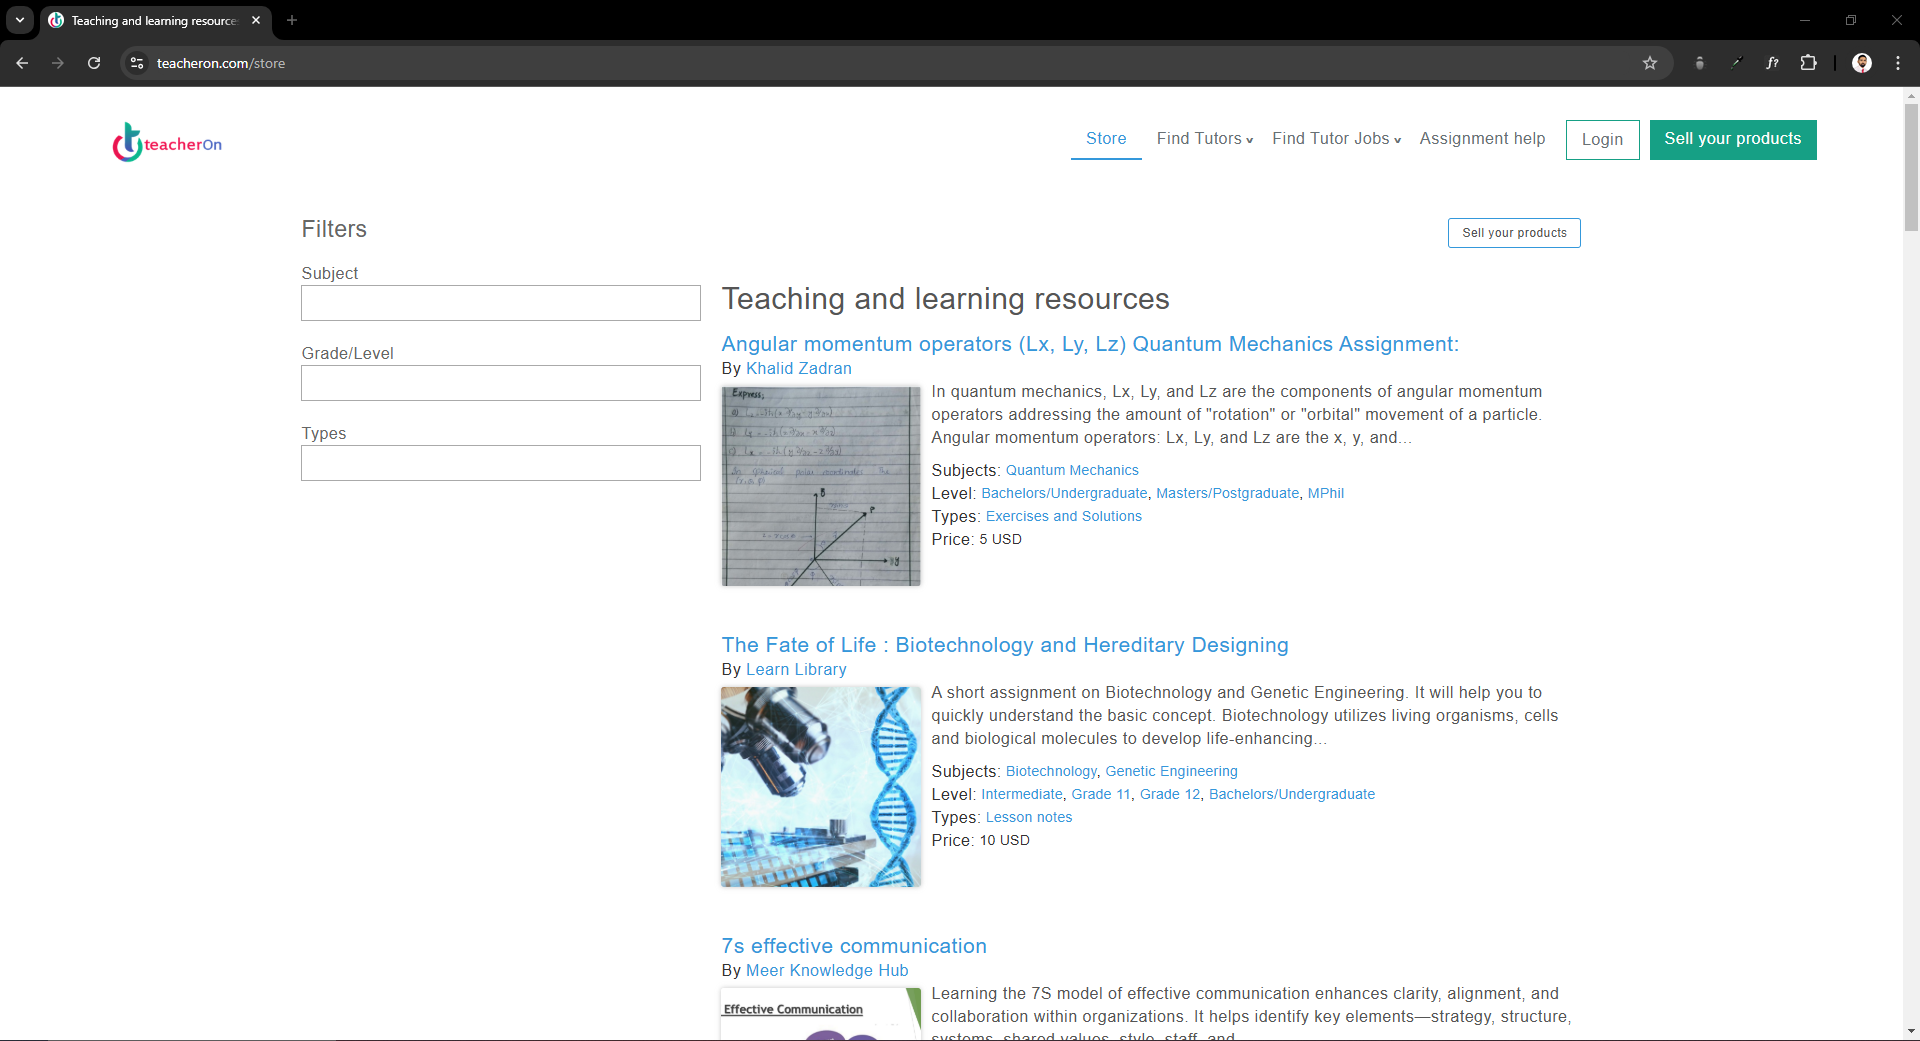 Teaching and learning resource
teacheron.com/store
teacherOn
Store
Find Tutors
Find Tutor Jobs
Assignment help
Login
Sell your products
Filters
Sell your products
Subject
Grade/Level
Types
Teaching and learning resources
Angular momentum operators (Lx, Ly, Lz) Quantum Mechanics Assignment:
By Khalid Zadran
Express;
In quantum mechanics, Lx, Ly, and Lz are the components of angular momentum
operators addressing the amount of "rotation" or "orbital" movement of a particle.
Angular momentum operators: Lx, Ly, and Lz are the x, y, and...
Subjects: Quantum Mechanics
Level: Bachelors/Undergraduate, Masters/Postgraduate, MPhil
Types: Exercises and Solutions
Price: 5 USD
The Fate of Life : Biotechnology and Hereditary Designing
By Learn Library
A short assignment on Biotechnology and Genetic Engineering. It will help you to
quickly understand the basic concept. Biotechnology utilizes living organisms, cells
and biological molecules to develop life-enhancing...
Subjects: Biotechnology, Genetic Engineering
Level: Intermediate, Grade 11, Grade 12, Bachelors/Undergraduate
Types: Lesson notes
Price: 10 USD
7s effective communication
By Meer Knowledge Hub
Effective Communication
Learning the 7S model of effective communication enhances clarity, alignment, and
collaboration within organizations. It helps identify key elements—strategy, structure,
systems, shared values, style, staff, and